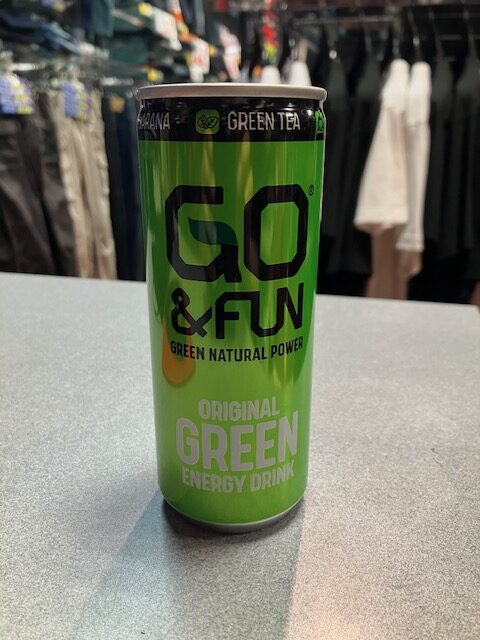 GREEN TEA
GO®
&FUN
GREEN NATURAL POWER
ORIGINAL
GREEN
ENERGY DRINK